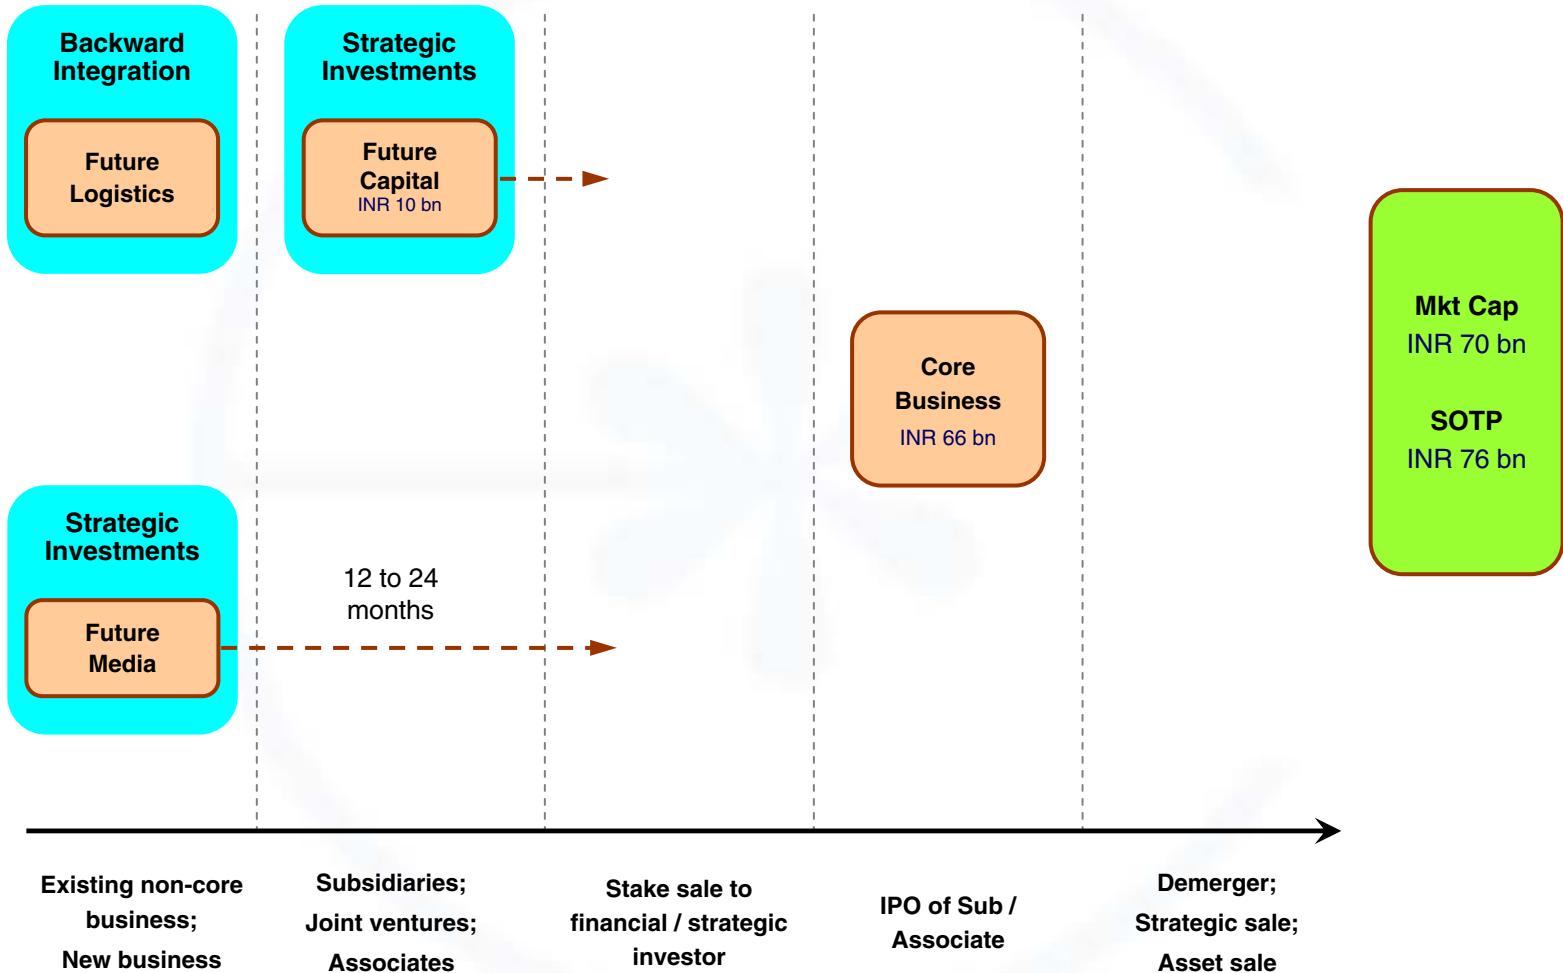 Backward
Integration
Future
Logistics
Strategic
Investments
Future
Capital
INR 10 bn
Core
Business
INR 66 bn
Mkt Cap
INR 70 bn
SOTP
INR 76 bn
Strategic
Investments
Future
Media
12 to 24
months
Existing non-core
business;
New business
Subsidiaries;
Joint ventures;
Associates
Stake sale to
financial / strategic
investor
IPO of Sub /
Associate
Demerger;
Strategic sale;
Asset sale